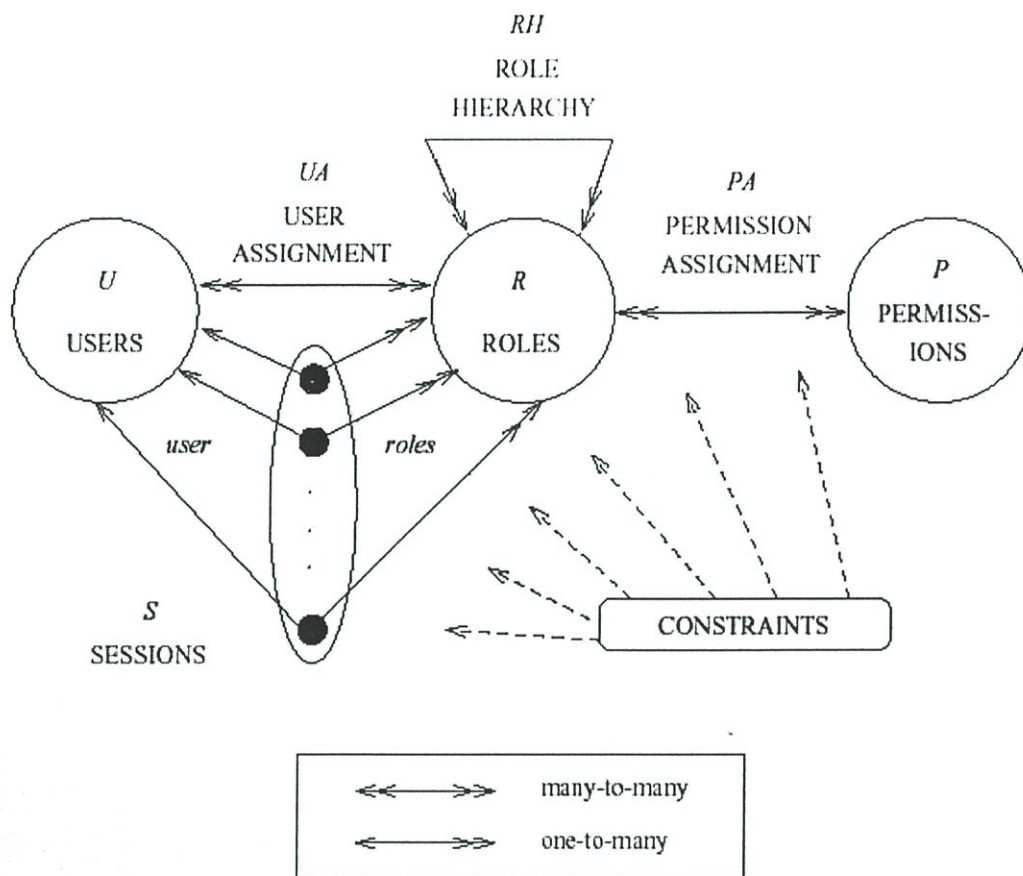 RH
ROLE
HIERARCHY
UA
USER
ASSIGNMENT
PA
PERMISSION
ASSIGNMENT
U
USERS
R
ROLES
P
PERMISS-
IONS
user
roles
S
SESSIONS
CONSTRAINTS
many-to-many
one-to-many